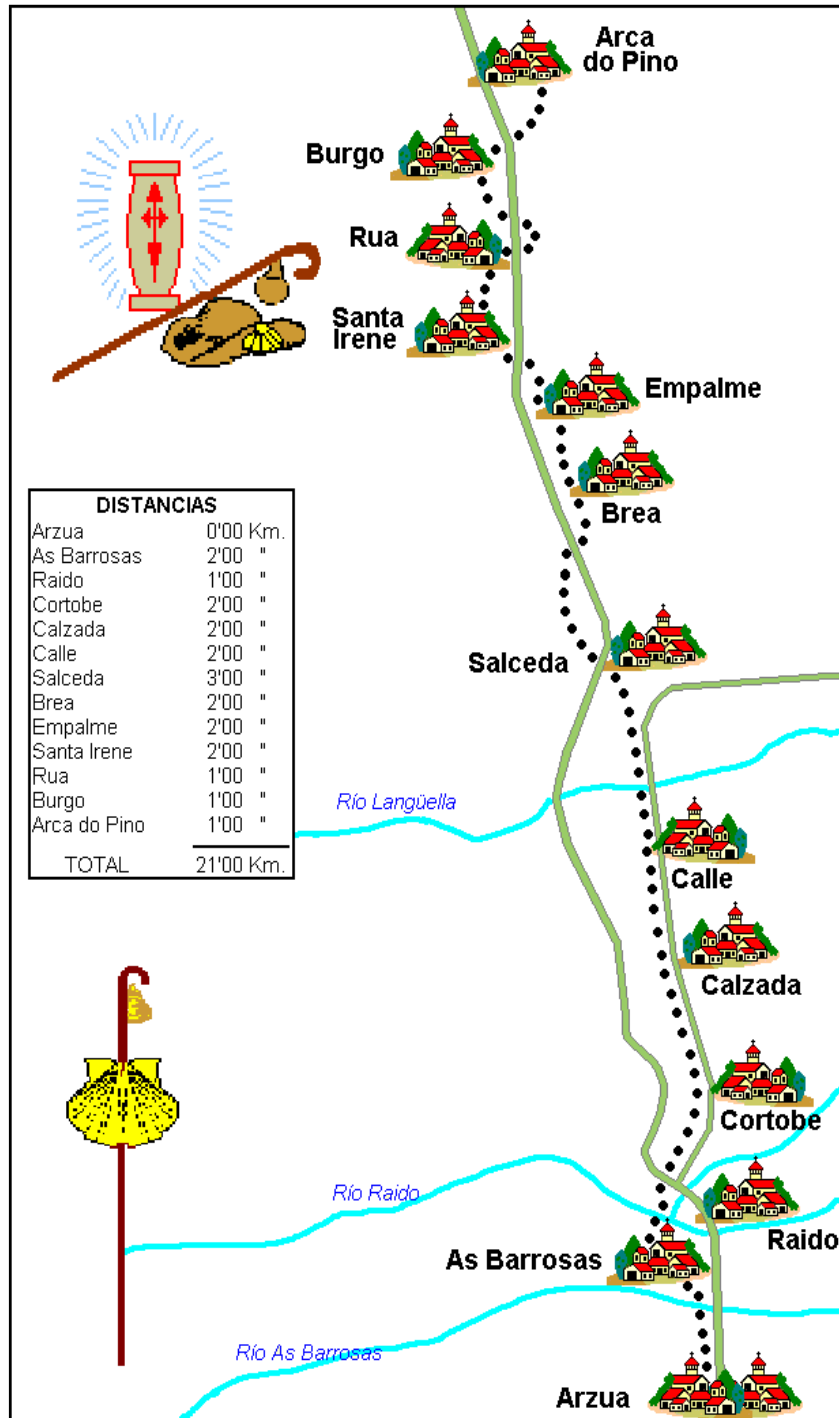 Arca
do Pino
Burgo
Rua
Santa
Irene
Empalme
Brea
DISTANCIAS
Arzua 0'00 Km.
As Barrosas 2'00 "
Raido 1'00 "
Cortobe 2'00 "
Calzada 2'00 "
Calle 2'00 "
Salceda 3'00 "
Brea 2'00 "
Empalme 2'00 "
Santa Irene 2'00 "
Rua 1'00 "
Burgo 1'00 "
Arca do Pino 1'00 "
TOTAL 21'00 Km.
Salceda
Río Langüella
Calle
Calzada
Cortobe
Río Raido
Raido
As Barrosas
Río As Barrosas
Arzua